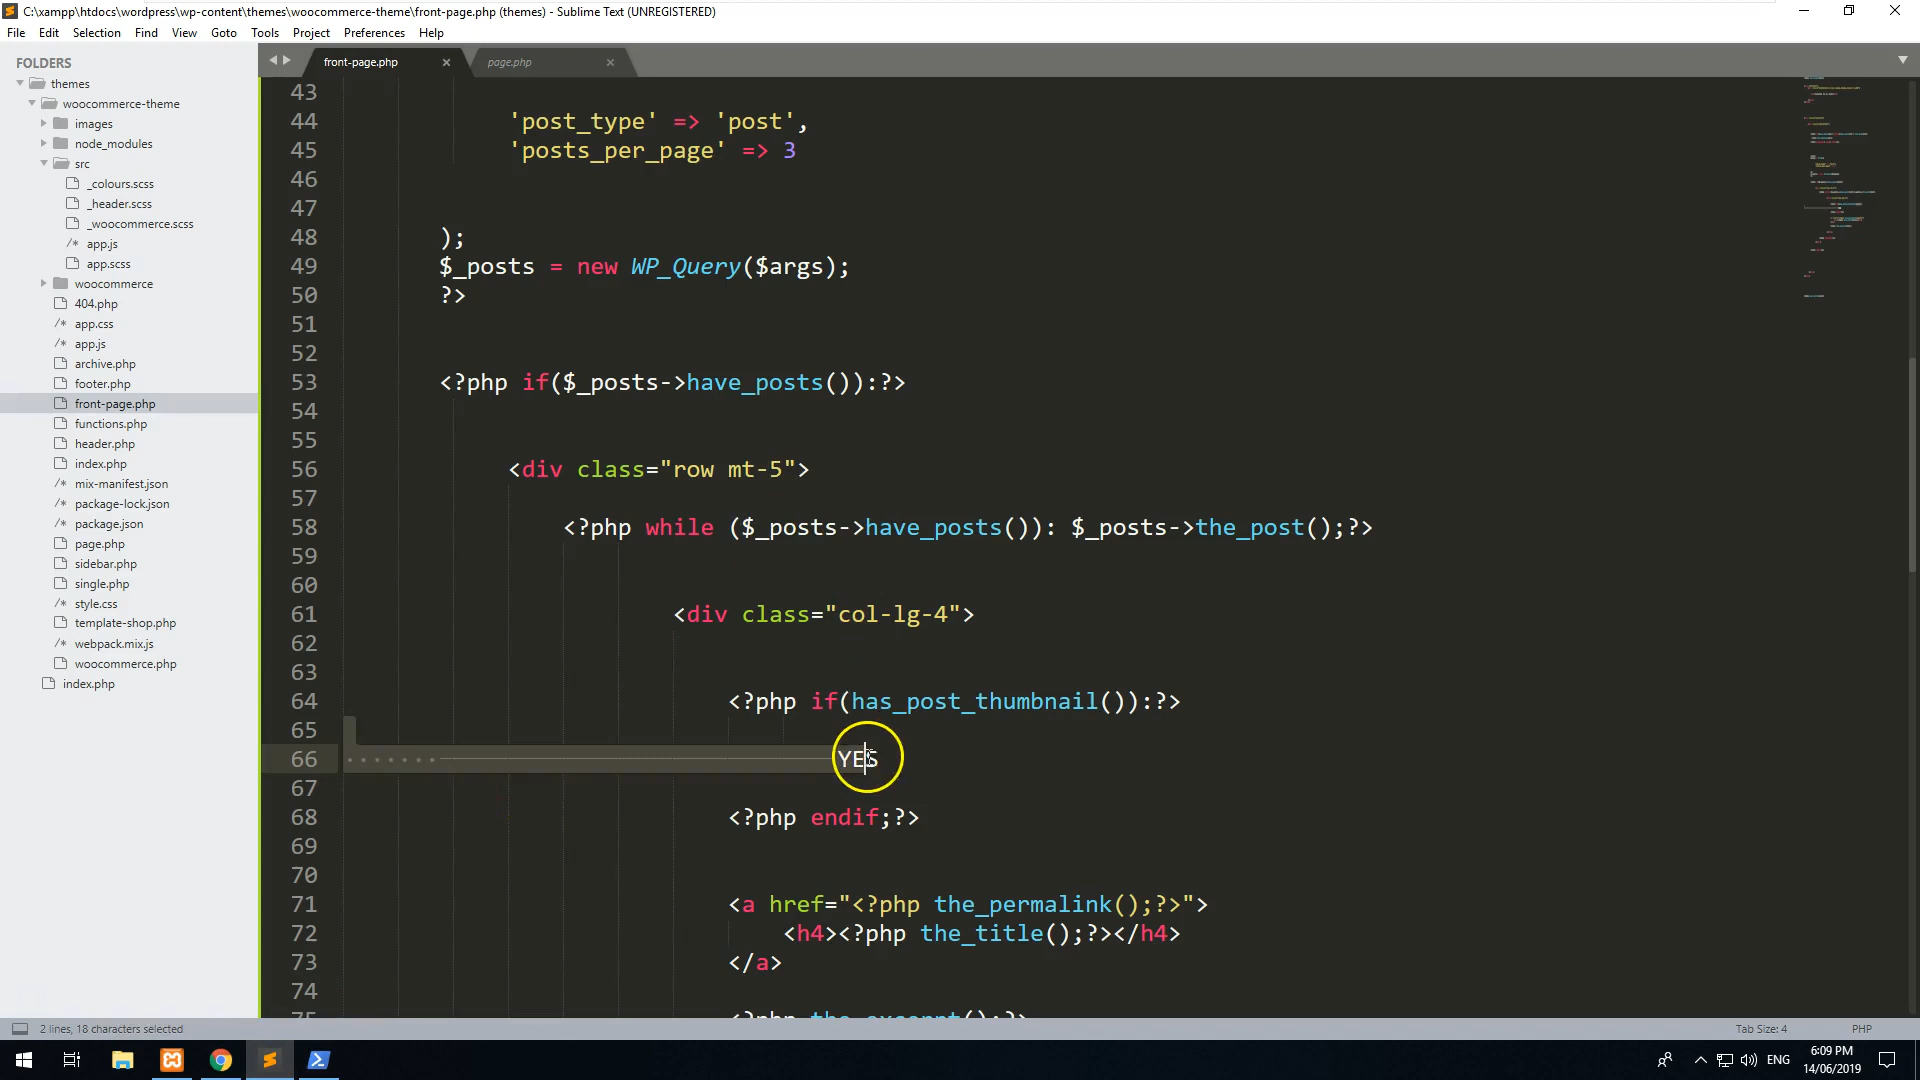 C:\xampp\htdocs\wordpress\wp-content\themes\woocommerce-theme\front-page.php (themes) - Sublime Text (UNREGISTERED)
File Edit Selection Find View Goto Tools Project Preferences Help
FOLDERS
themes
woocommerce-theme
images
node_modules
src
_colours.scss
_header.scss
_woocommerce.scss
/* app.js
app.scss
woocommerce
404.php
/* app.css
/* app.js
archive.php
footer.php
front-page.php
functions.php
header.php
index.php
/* mix-manifest.json
/* package-lock.json
/* package.json
page.php
sidebar.php
single.php
/* style.css
template-shop.php
/* webpack.mix.js
woocommerce.php
index.php
front-page.php × page.php ×
43
44 'post_type' => 'post',
45 'posts_per_page' => 3
46
47
48 );
49 $_posts = new WP_Query($args);
50 ?>
51
52
53 <?php if($_posts->have_posts()):?>
54
55
56 <div class="row mt-5">
57
58 <?php while ($_posts->have_posts()): $_posts->the_post();?>
59
60
61 <div class="col-lg-4">
62
63
64 <?php if(has_post_thumbnail()):?>
65
66 YES
67
68 <?php endif;?>
69
70
71 <a href="<?php the_permalink();?>">
72 <h4><?php the_title();?></h4>
73 </a>
74
75 <?php the_excerpt();?>
2 lines, 18 characters selected
Tab Size: 4 PHP
ENG
6:09 PM
14/06/2019